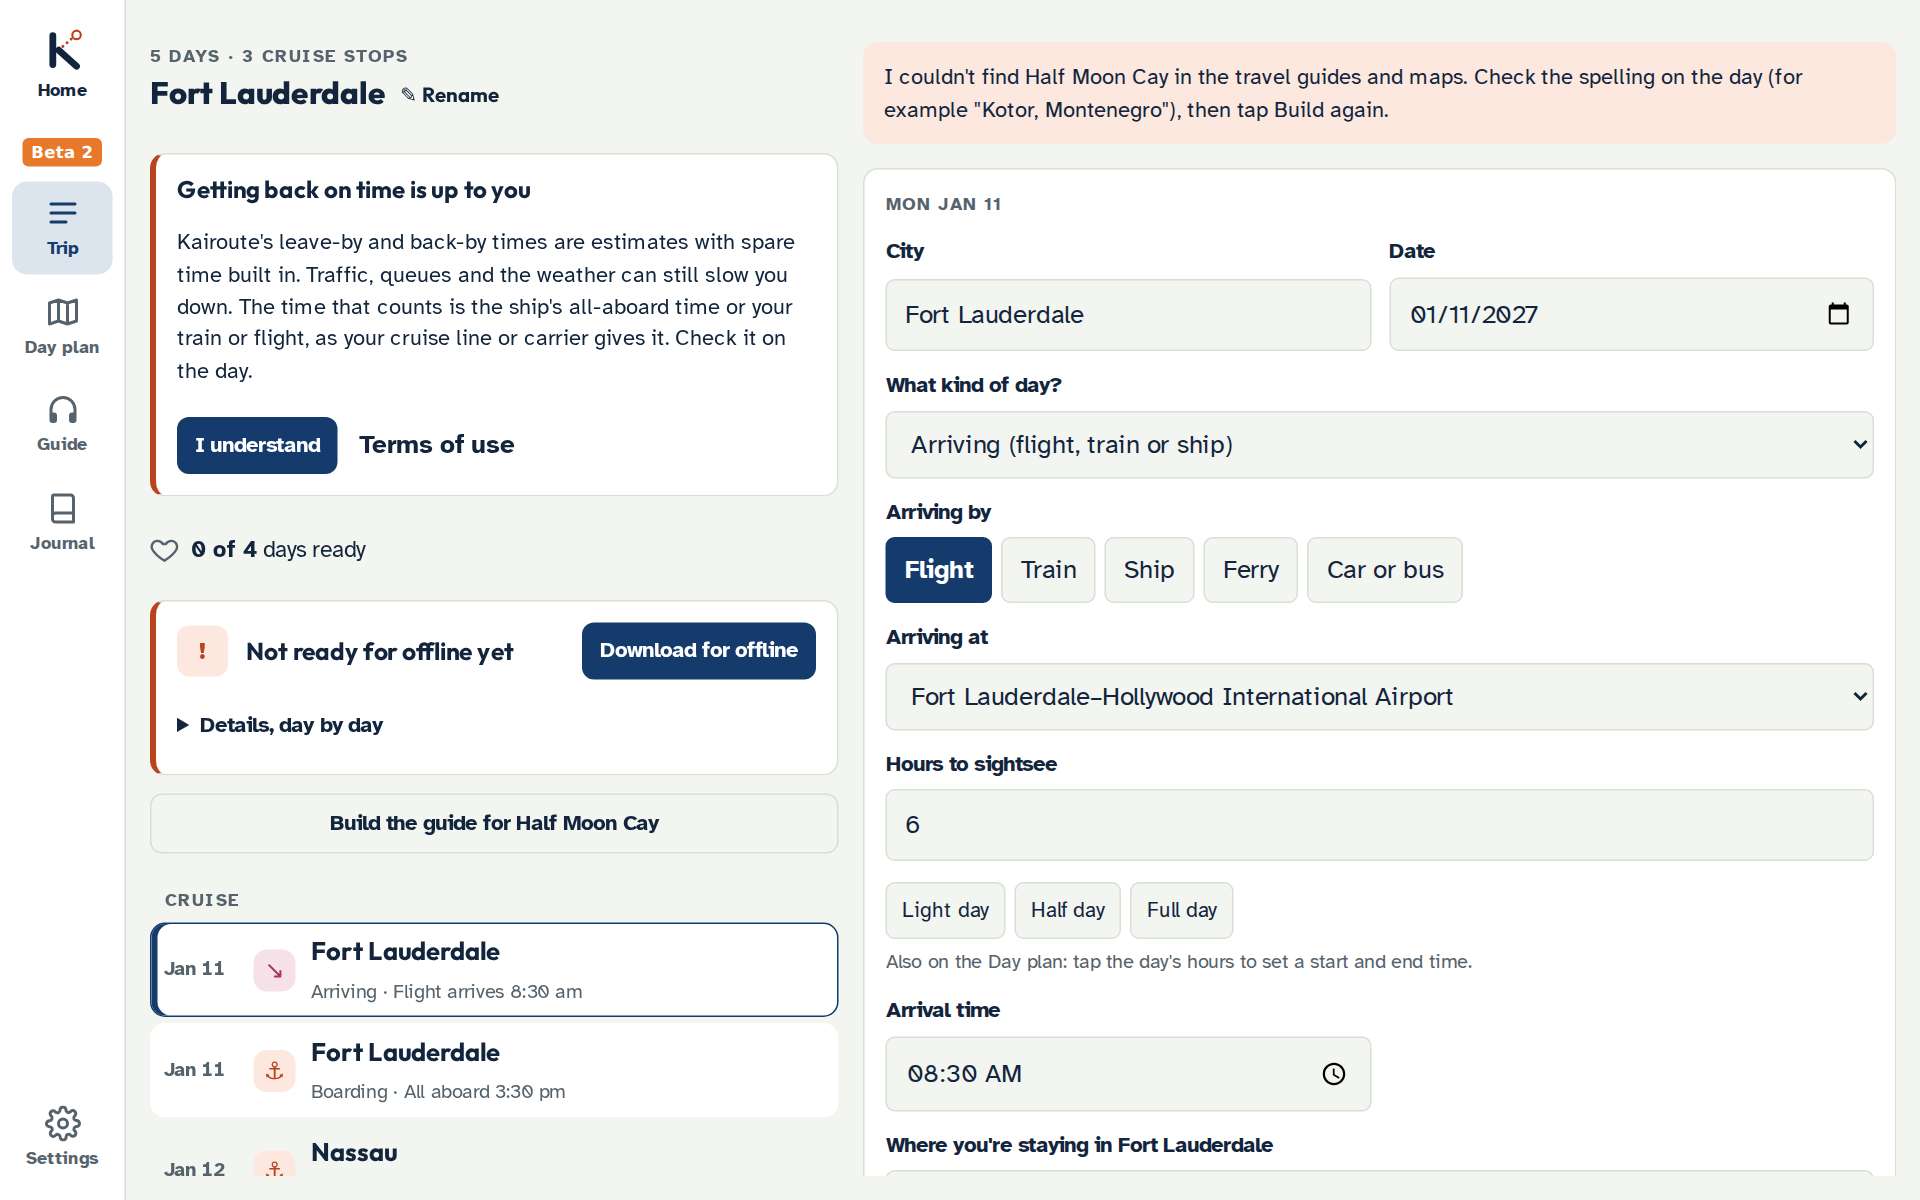 Home
Beta 2
Trip
Day plan
Guide
Journal
Settings
5 DAYS · 3 CRUISE STOPS
Fort Lauderdale ✎ Rename
Getting back on time is up to you
Kairoute's leave-by and back-by times are estimates with spare
time built in. Traffic, queues and the weather can still slow you
down. The time that counts is the ship's all-aboard time or your
train or flight, as your cruise line or carrier gives it. Check it on
the day.
I understand Terms of use
0 of 4 days ready
! Not ready for offline yet Download for offline
▶ Details, day by day
Build the guide for Half Moon Cay
CRUISE
Jan 11 Fort Lauderdale
Arriving · Flight arrives 8:30 am
Jan 11 Fort Lauderdale
Boarding · All aboard 3:30 pm
Jan 12 Nassau
I couldn't find Half Moon Cay in the travel guides and maps. Check the spelling on the day (for
example "Kotor, Montenegro"), then tap Build again.
MON JAN 11
City Date
Fort Lauderdale 01/11/2027
What kind of day?
Arriving (flight, train or ship)
Arriving by
Flight Train Ship Ferry Car or bus
Arriving at
Fort Lauderdale–Hollywood International Airport
Hours to sightsee
6
Light day Half day Full day
Also on the Day plan: tap the day's hours to set a start and end time.
Arrival time
08:30 AM
Where you're staying in Fort Lauderdale